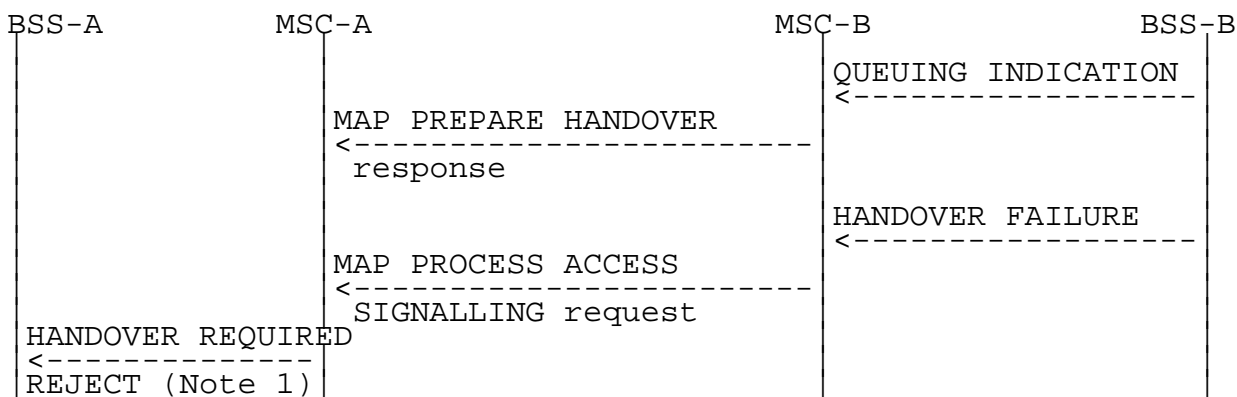 BSS-A MSC-A MSC-B BSS-B
QUEUING INDICATION
<------------------
MAP PREPARE HANDOVER
<------------------------
response
HANDOVER FAILURE
<------------------
MAP PROCESS ACCESS
<------------------------
SIGNALLING request
HANDOVER REQUIRED
<--------------
REJECT (Note 1)